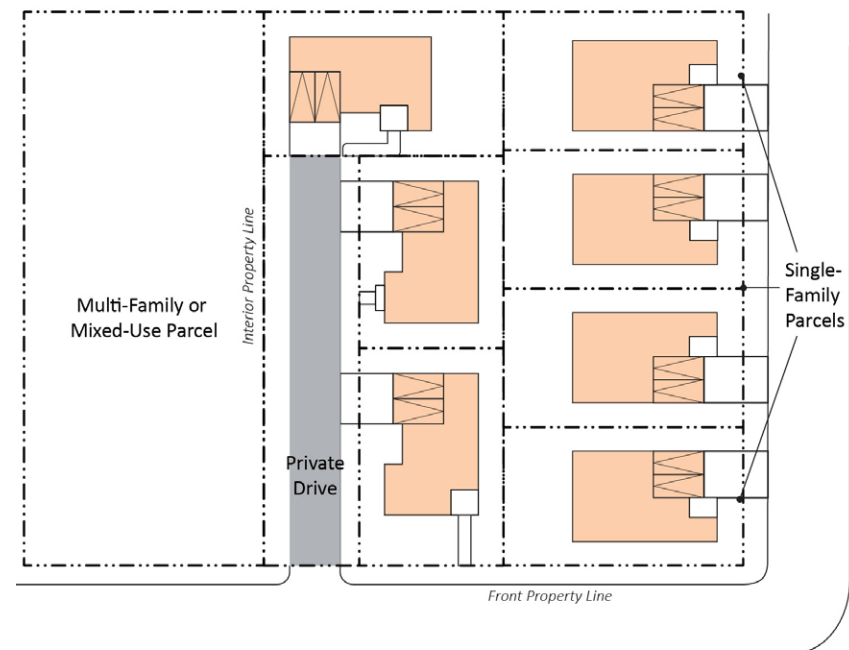 Multi-Family or
Mixed-Use Parcel
Interior Property Line
Private
Drive
Single-
Family
Parcels
Front Property Line